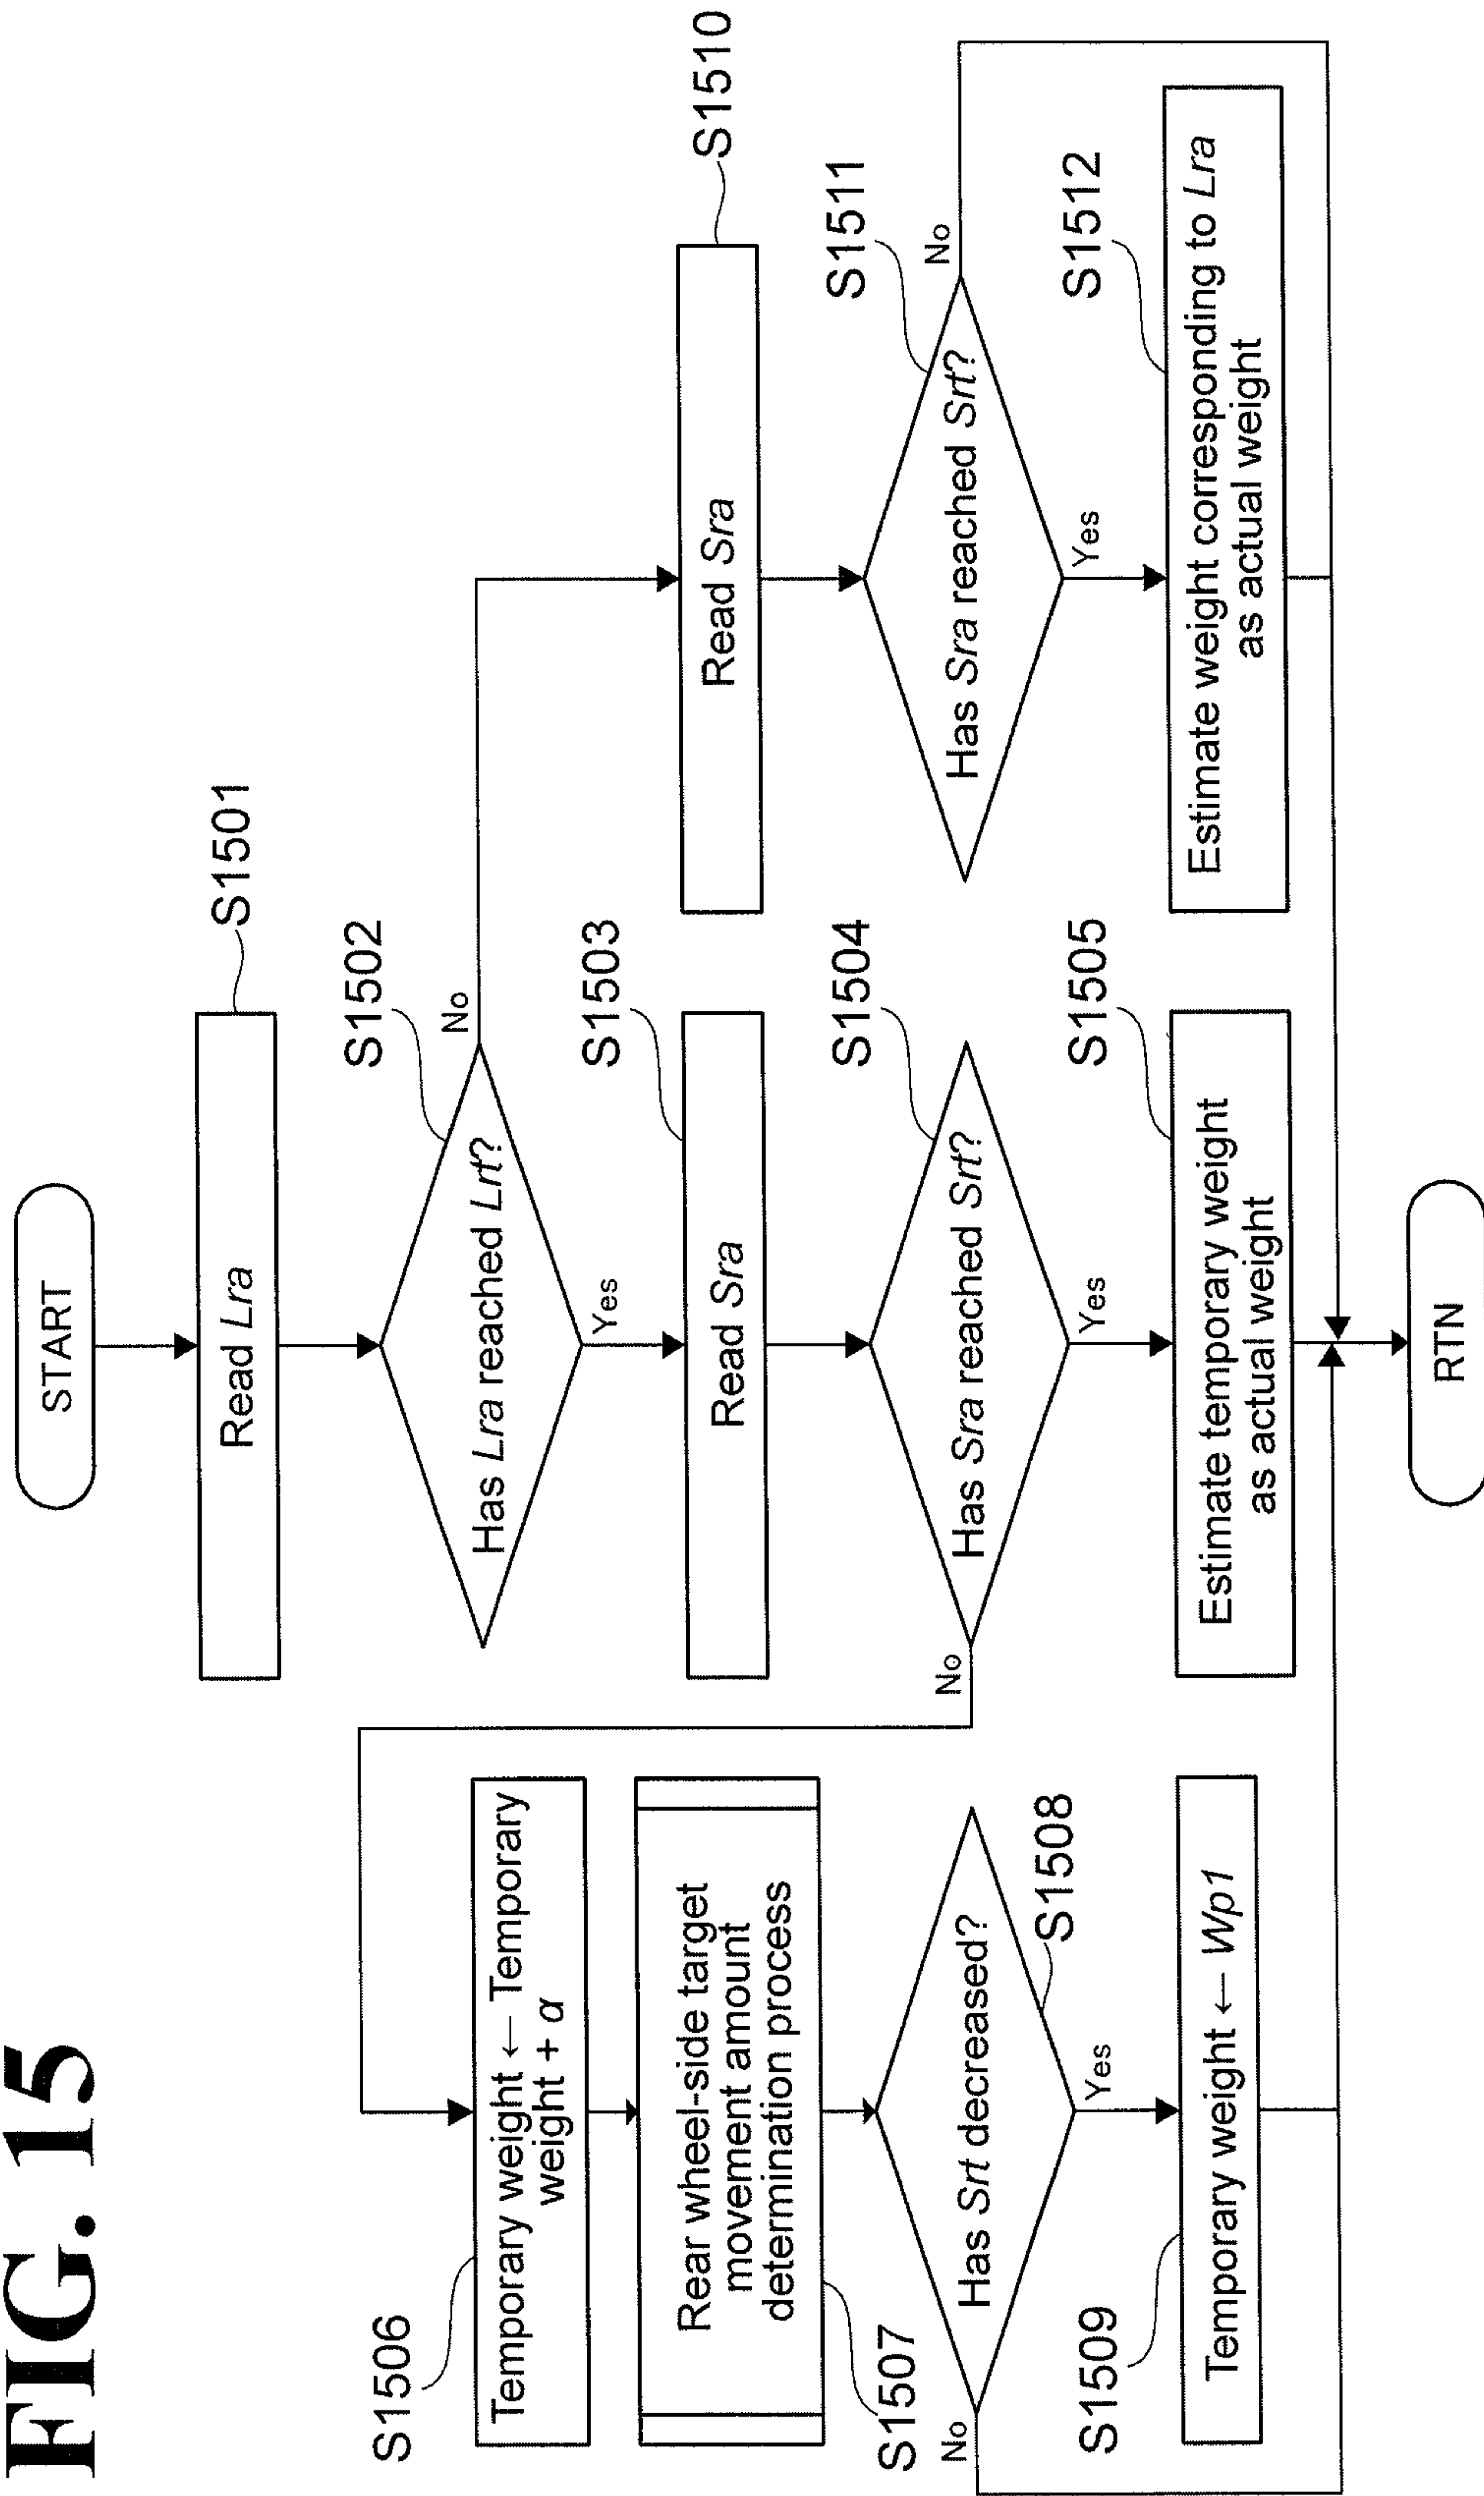 FIG. 15
START
Read Lra
S1501
Has Lra reached Lrt?
S1502
No
Yes
Read Sra
S1503
Has Sra reached Srt?
S1504
No
Yes
Estimate temporary weight
as actual weight
S1505
S1506
Temporary weight ← Temporary
weight + α
Rear wheel-side target
movement amount
determination process
S1507
Has Srt decreased?
S1508
No
Yes
S1509
Temporary weight ← Wp1
Read Sra
S1510
Has Sra reached Srt?
S1511
No
Yes
Estimate weight corresponding to Lra
as actual weight
S1512
RTN